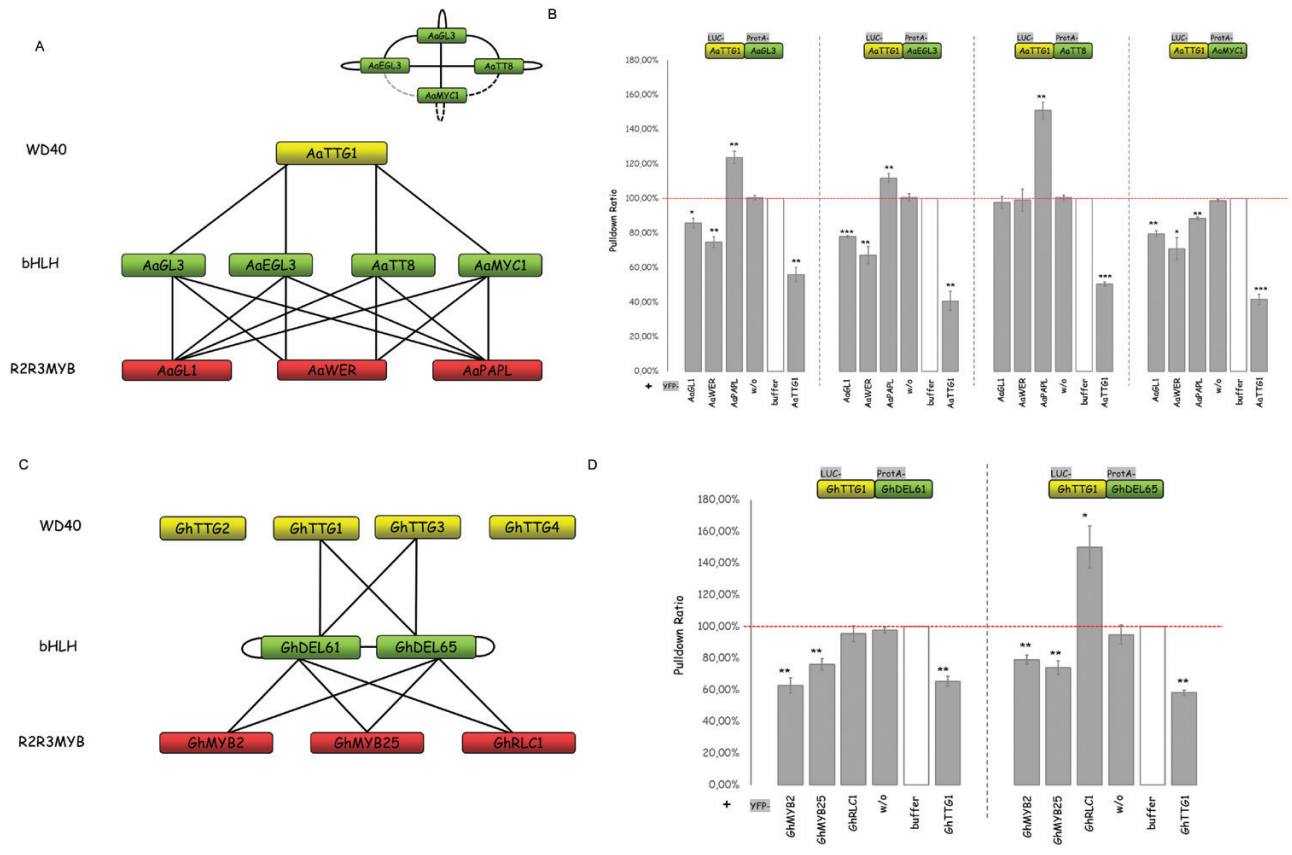 A
AaGL3
AaEGL3 AaTT8
AaMYC1
WD40 AaTTG1
bHLH AaGL3 AaEGL3 AaTT8 AaMYC1
R2R3MYB AaGL1 AaWER AaPAPL
B
LUC- ProtA- LUC- ProtA- LUC- ProtA- LUC- ProtA-
AaTTG1 AaGL3 AaTTG1 AaEGL3 AaTTG1 AaTT8 AaTTG1 AaMYC1
180,00%
160,00%
140,00%
120,00%
100,00%
80,00%
60,00%
40,00%
20,00%
0,00%
Pulldown Ratio
* ** ** **
*** ** ** **
** ***
** * ** ***
+ YFP- AaGL1 AaWER AaPAPL w/o buffer AaTTG1 AaGL1 AaWER AaPAPL w/o buffer AaTTG1 AaGL1 AaWER AaPAPL w/o buffer AaTTG1 AaGL1 AaWER AaPAPL w/o buffer AaTTG1
C
WD40 GhTTG2 GhTTG1 GhTTG3 GhTTG4
bHLH GhDEL61 GhDEL65
R2R3MYB GhMYB2 GhMYB25 GhRLC1
D
LUC- ProtA- LUC- ProtA-
GhTTG1 GhDEL61 GhTTG1 GhDEL65
180,00%
160,00%
140,00%
120,00%
100,00%
80,00%
60,00%
40,00%
20,00%
0,00%
Pulldown Ratio
** ** **
** ** * **
+ YFP- GhMYB2 GhMYB25 GhRLC1 w/o buffer GhTTG1 GhMYB2 GhMYB25 GhRLC1 w/o buffer GhTTG1